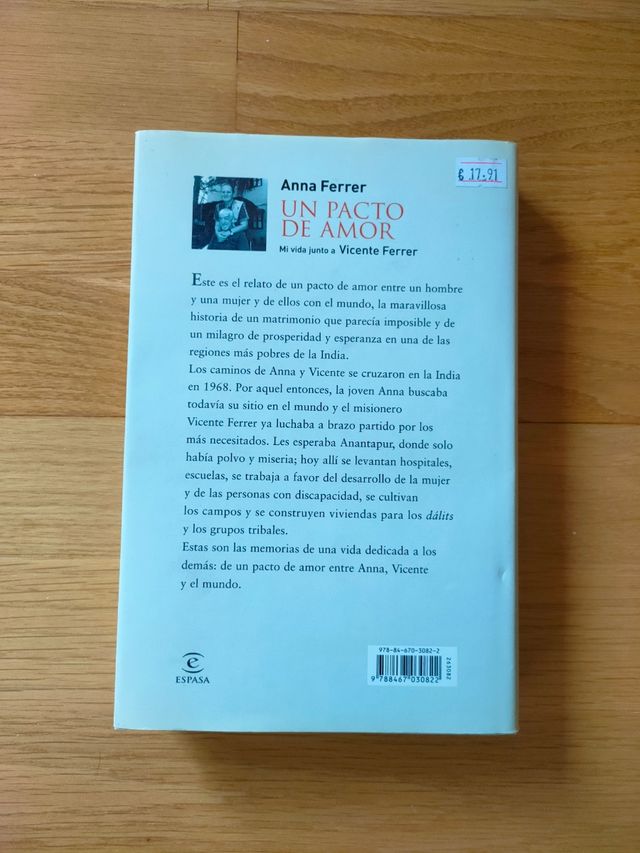 € 17.91
Anna Ferrer
UN PACTO
DE AMOR
Mi vida junto a Vicente Ferrer
Este es el relato de un pacto de amor entre un hombre
y una mujer y de ellos con el mundo, la maravillosa
historia de un matrimonio que parecía imposible y de
un milagro de prosperidad y esperanza en una de las
regiones más pobres de la India.
Los caminos de Anna y Vicente se cruzaron en la India
en 1968. Por aquel entonces, la joven Anna buscaba
todavía su sitio en el mundo y el misionero
Vicente Ferrer ya luchaba a brazo partido por los
más necesitados. Les esperaba Anantapur, donde solo
había polvo y miseria; hoy allí se levantan hospitales,
escuelas, se trabaja a favor del desarrollo de la mujer
y de las personas con discapacidad, se cultivan
los campos y se construyen viviendas para los dálits
y los grupos tribales.
Estas son las memorias de una vida dedicada a los
demás: de un pacto de amor entre Anna, Vicente
y el mundo.
ESPASA
978-84-670-3082-2
9 788467 030822
263082